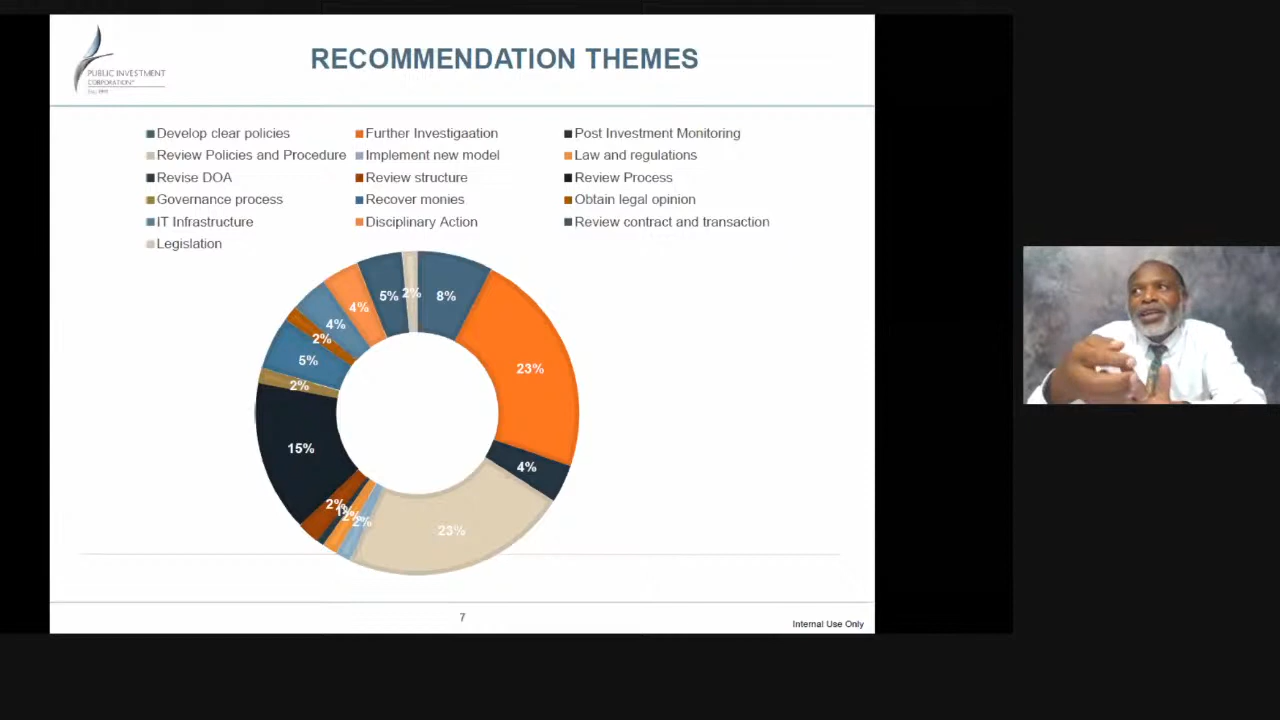 PUBLIC INVESTMENT
CORPORATION
RECOMMENDATION THEMES
Develop clear policies
Further Investigaation
Post Investment Monitoring
Review Policies and Procedure
Implement new model
Law and regulations
Revise DOA
Review structure
Review Process
Governance process
Recover monies
Obtain legal opinion
IT Infrastructure
Disciplinary Action
Review contract and transaction
Legislation
8%
23%
4%
23%
2%
2%
1%
2%
15%
2%
5%
2%
4%
4%
5%
2%
7
Internal Use Only